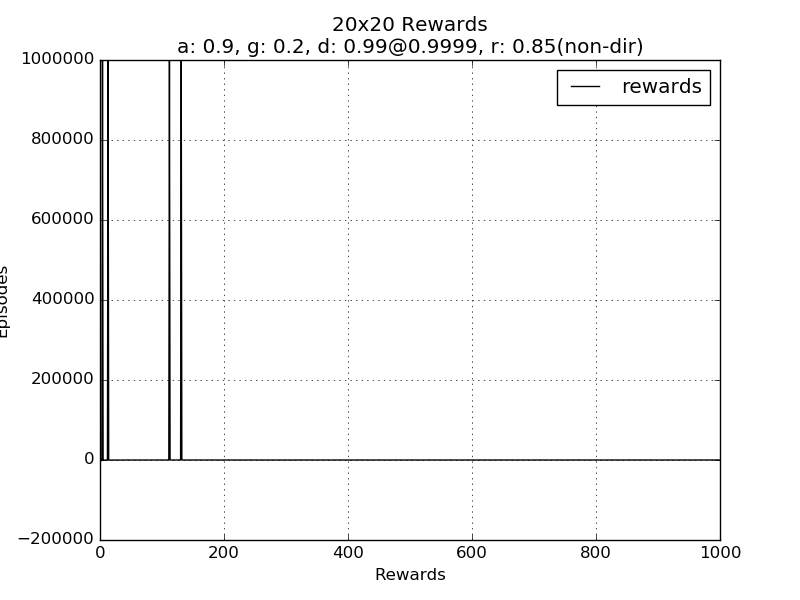 20x20 Rewards
a: 0.9, g: 0.2, d: 0.99@0.9999, r: 0.85(non-dir)
rewards
1000000
800000
600000
400000
200000
0
−200000
Episodes
0 200 400 600 800 1000
Rewards